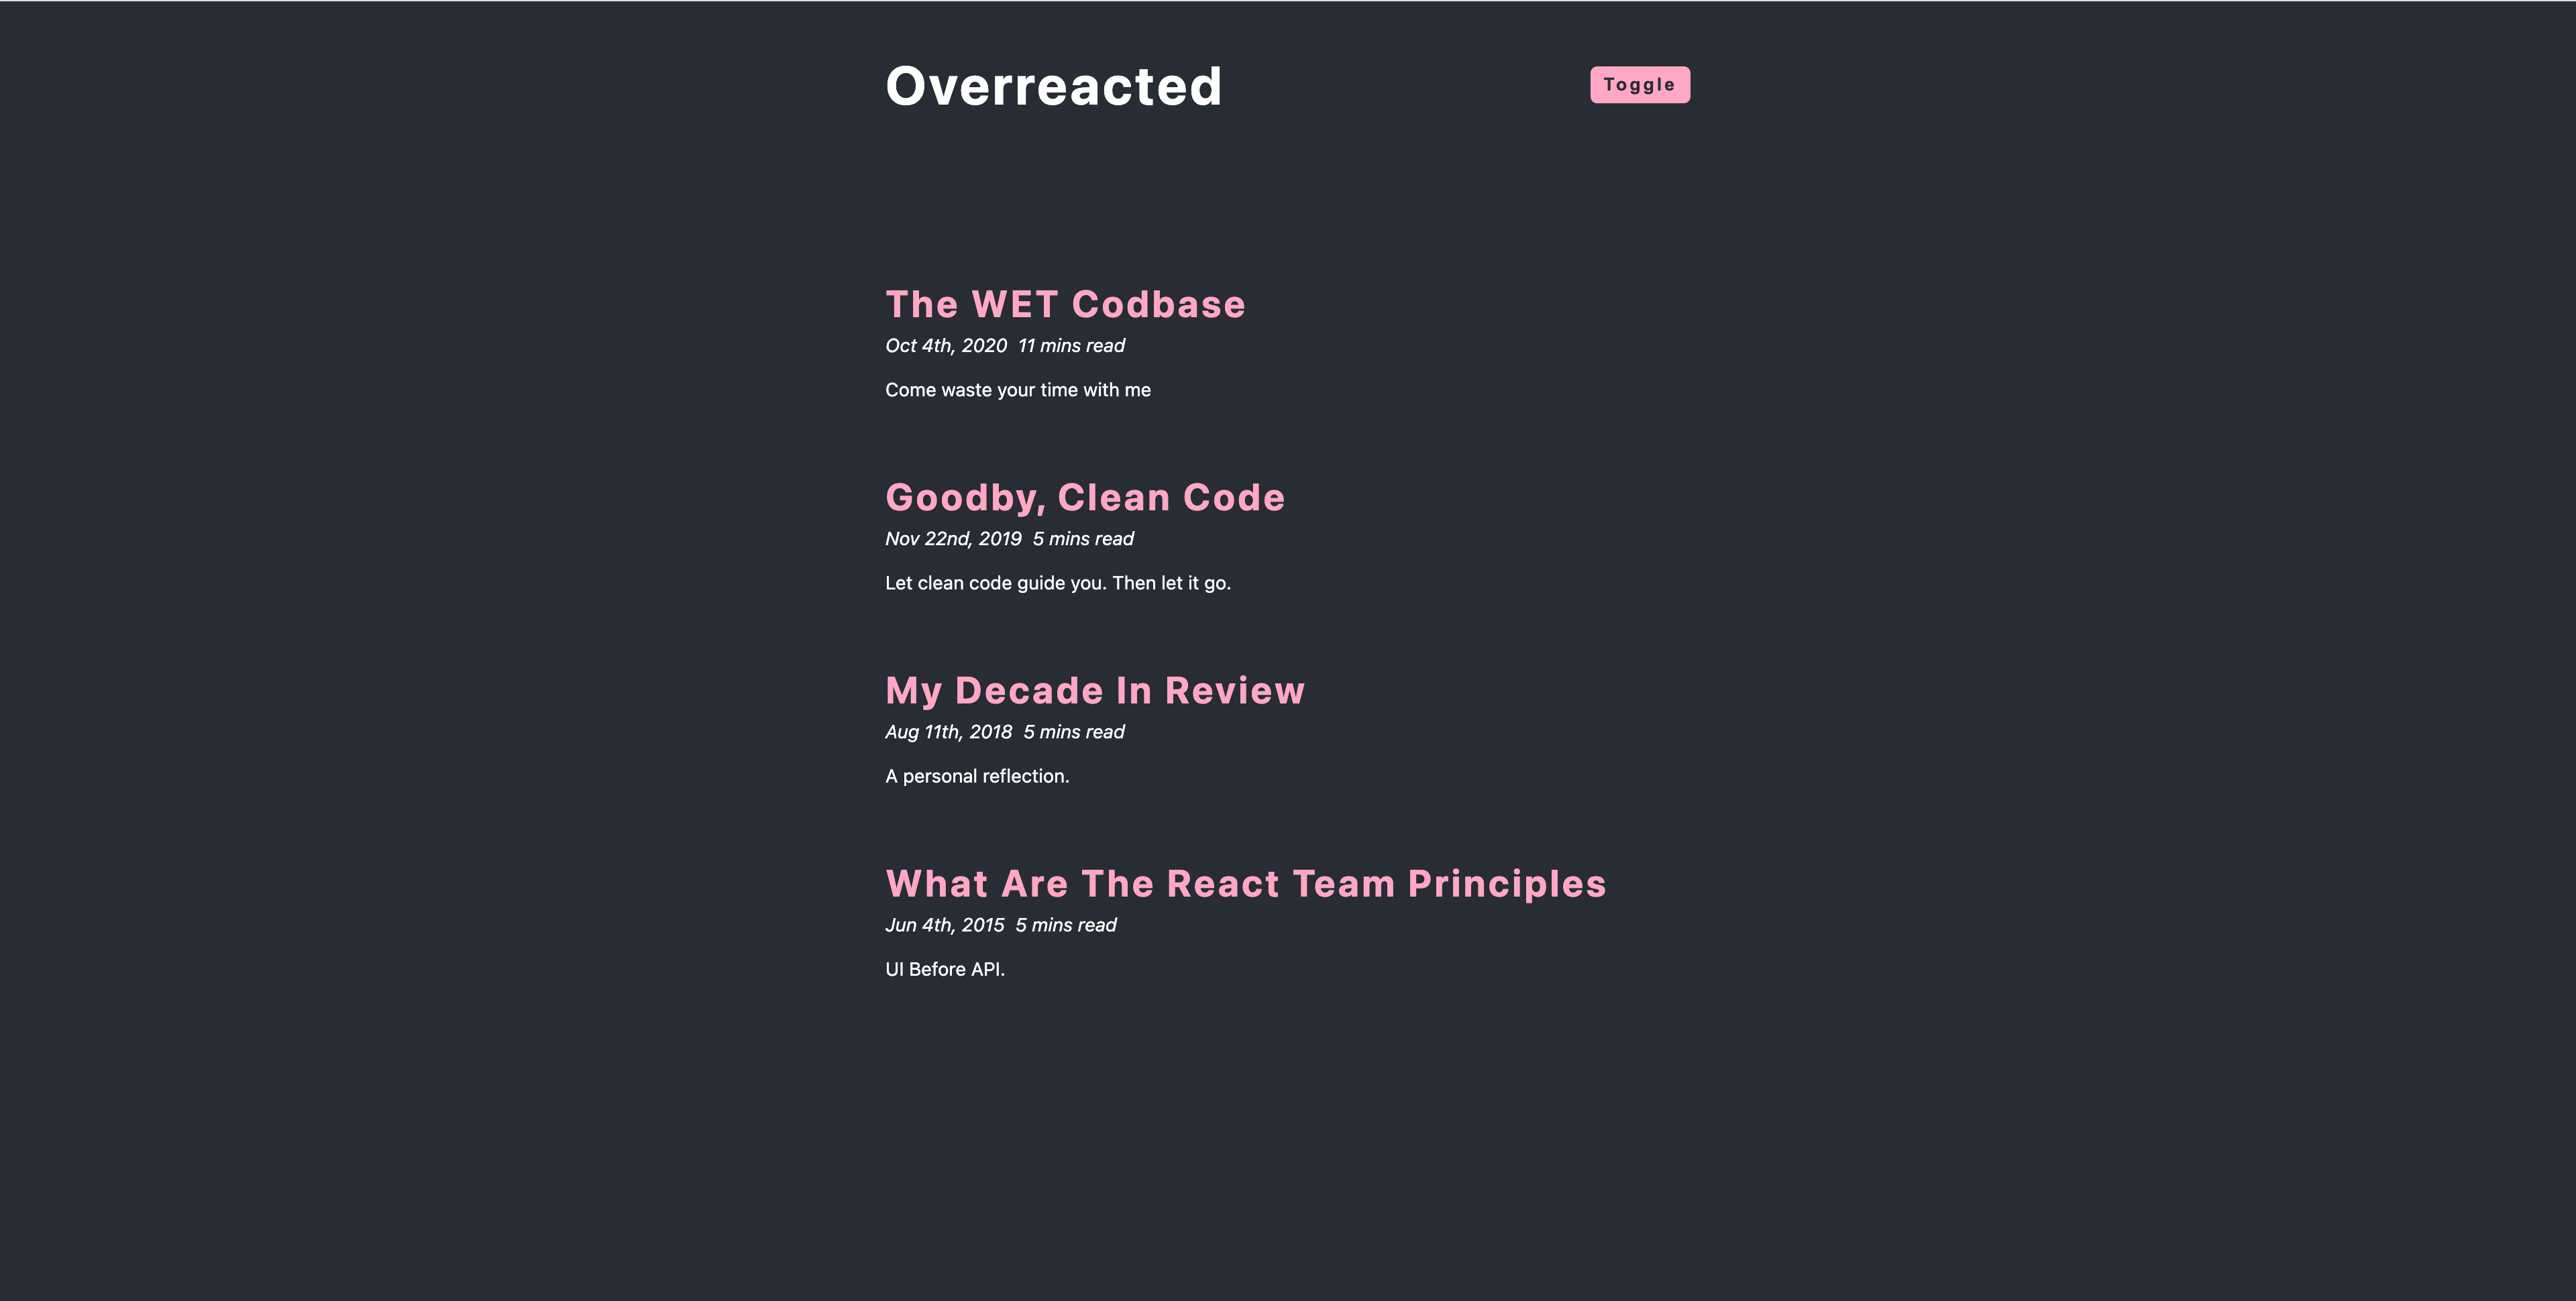 Overreacted
Toggle
The WET Codbase
Oct 4th, 2020 11 mins read
Come waste your time with me
Goodby, Clean Code
Nov 22nd, 2019 5 mins read
Let clean code guide you. Then let it go.
My Decade In Review
Aug 11th, 2018 5 mins read
A personal reflection.
What Are The React Team Principles
Jun 4th, 2015 5 mins read
UI Before API.